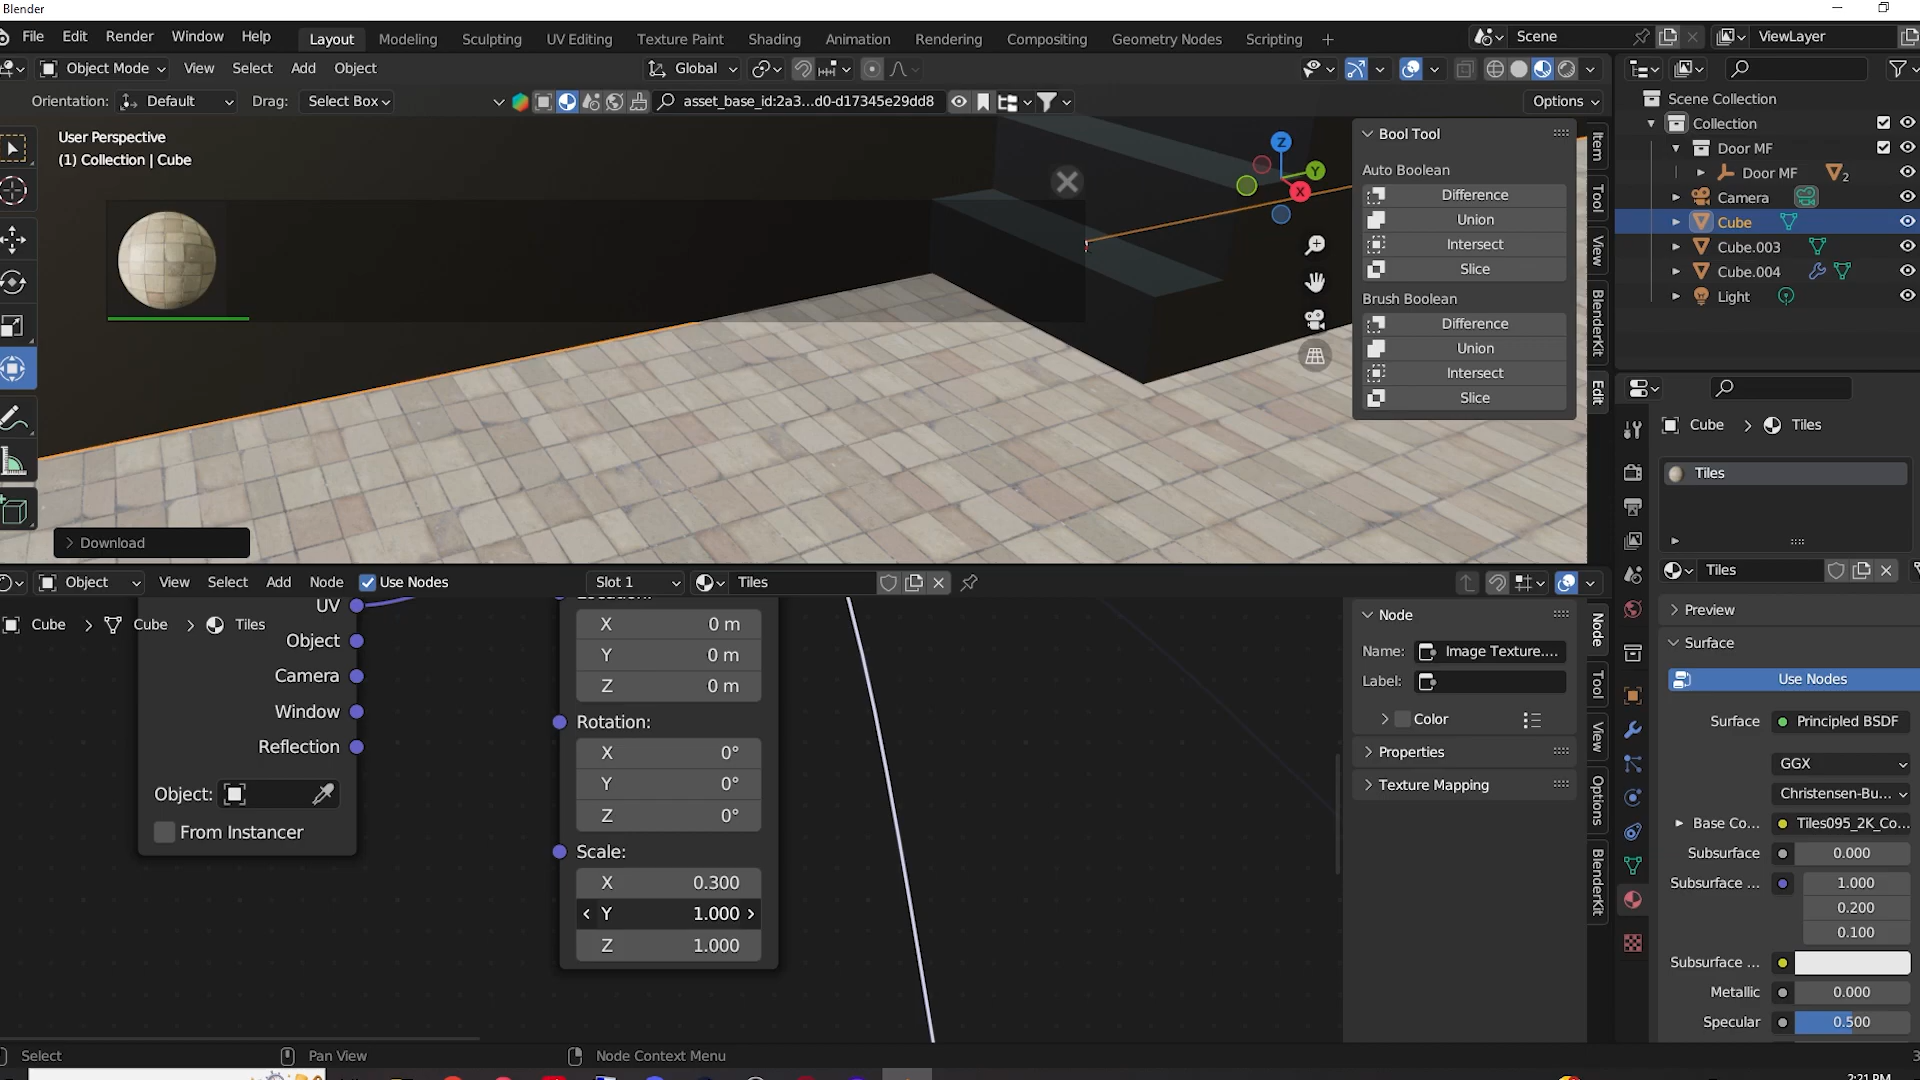 Blender
File Edit Render Window Help Layout Modeling Sculpting UV Editing Texture Paint Shading Animation Rendering Compositing Geometry Nodes Scripting + Scene ViewLayer
Object Mode View Select Add Object Global
Orientation: Default Drag: Select Box asset_base_id:2a3...d0-d17345e29dd8 Options
User Perspective
(1) Collection | Cube
Z
Y
X
Bool Tool
Auto Boolean
Difference
Union
Intersect
Slice
Brush Boolean
Difference
Union
Intersect
Slice
Item
Tool
View
BlenderKit
Edit
Scene Collection
Collection
Door MF
Door MF 2
Camera
Cube
Cube.003
Cube.004
Light
Download
Object View Select Add Node Use Nodes Slot 1 Tiles
Cube > Cube > Tiles
UV
Object
Camera
Window
Reflection
Object:
From Instancer
Location:
X 0 m
Y 0 m
Z 0 m
Rotation:
X 0°
Y 0°
Z 0°
Scale:
X 0.300
Y 1.000
Z 1.000
Node
Name: Image Texture....
Label:
Color
Properties
Texture Mapping
Node
Tool
View
Options
BlenderKit
Cube > Tiles
Tiles
Tiles
Preview
Surface
Use Nodes
Surface Principled BSDF
GGX
Christensen-Bu...
Base Co... Tiles095_2K_Co...
Subsurface 0.000
Subsurface ... 1.000
0.200
0.100
Subsurface ...
Metallic 0.000
Specular 0.500
Select Pan View Node Context Menu 3
2:21 PM